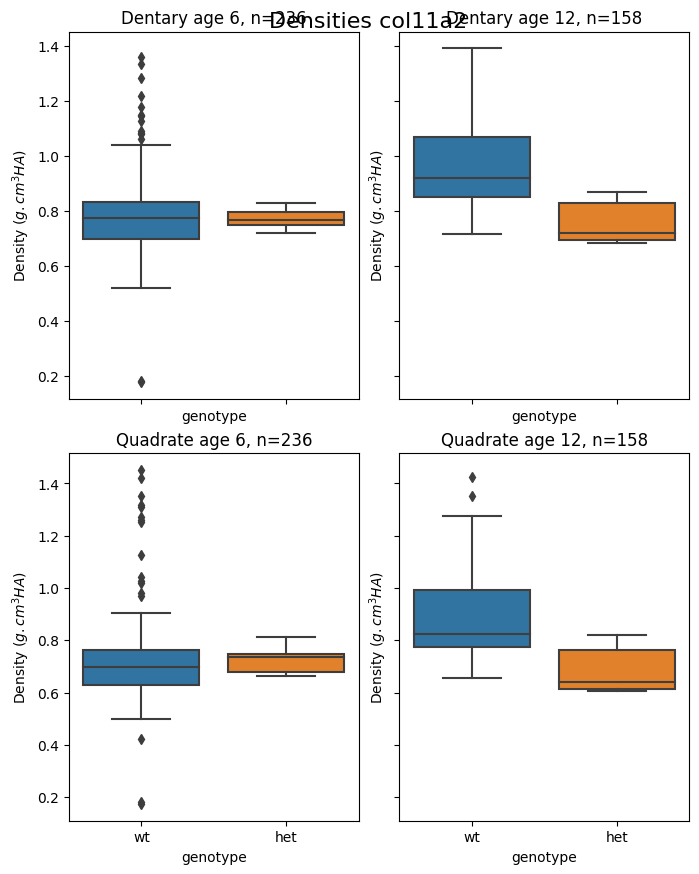 Densities col11a2
Dentary age 6, n=236
Dentary age 12, n=158
1.4
1.2
1.0
0.8
0.6
0.4
0.2
Density (g.cm³HA)
Density (g.cm³HA)
genotype
genotype
Quadrate age 6, n=236
Quadrate age 12, n=158
1.4
1.2
1.0
0.8
0.6
0.4
0.2
Density (g.cm³HA)
Density (g.cm³HA)
wt het
wt het
genotype
genotype